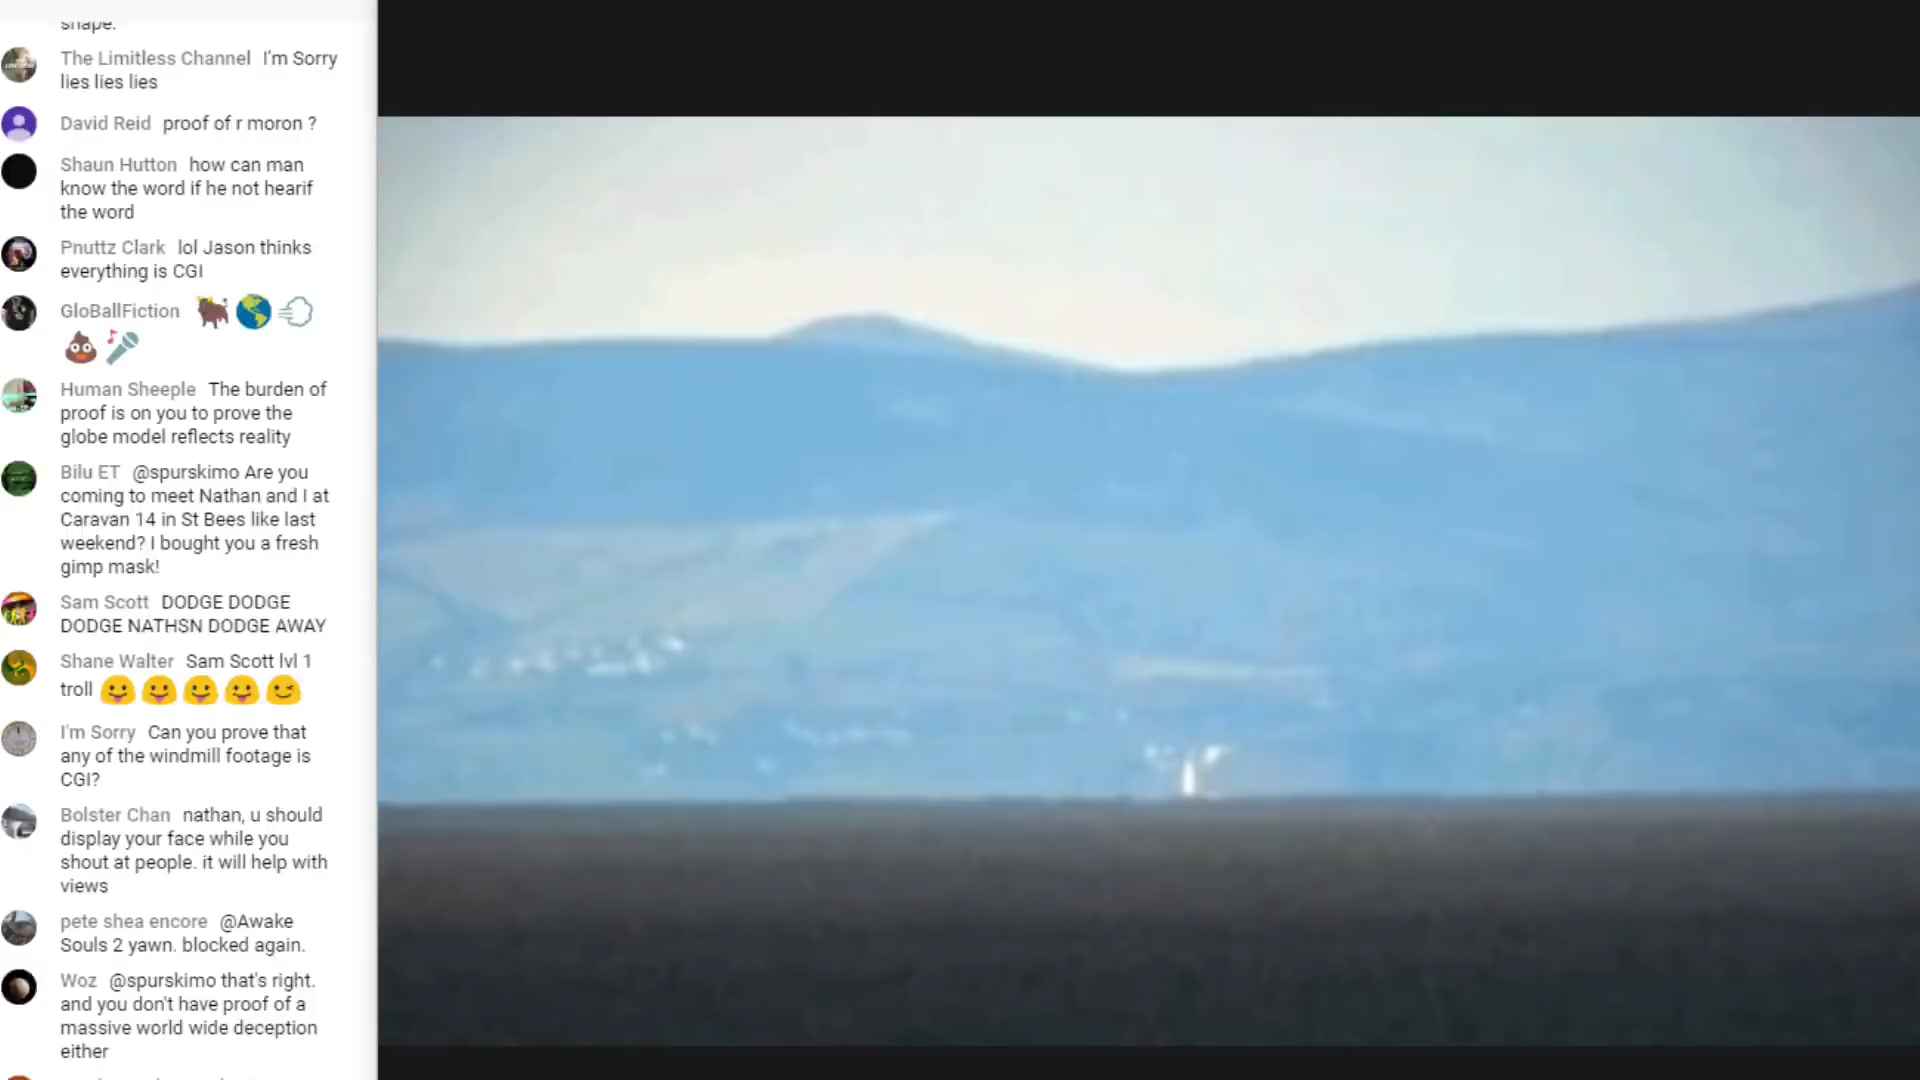 shape.
The Limitless Channel I'm Sorry
lies lies lies
David Reid proof of r moron ?
Shaun Hutton how can man
know the word if he not hearif
the word
Pnuttz Clark lol Jason thinks
everything is CGI
GloBallFiction
Human Sheeple The burden of
proof is on you to prove the
globe model reflects reality
Bilu ET @spurskimo Are you
coming to meet Nathan and I at
Caravan 14 in St Bees like last
weekend? I bought you a fresh
gimp mask!
Sam Scott DODGE DODGE
DODGE NATHSN DODGE AWAY
Shane Walter Sam Scott lvl 1
troll
I'm Sorry Can you prove that
any of the windmill footage is
CGI?
Bolster Chan nathan, u should
display your face while you
shout at people. it will help with
views
pete shea encore @Awake
Souls 2 yawn. blocked again.
Woz @spurskimo that's right.
and you don't have proof of a
massive world wide deception
either